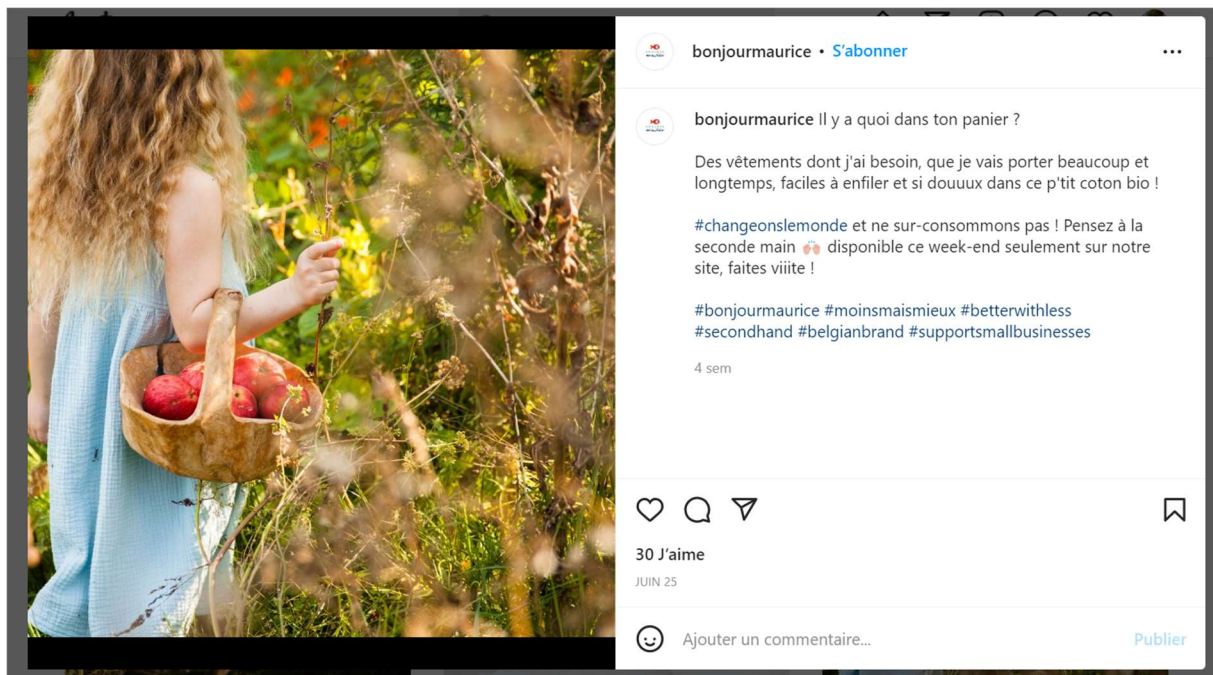 bonjourmaurice • S'abonner
bonjourmaurice Il y a quoi dans ton panier ?
Des vêtements dont j'ai besoin, que je vais porter beaucoup et
longtemps, faciles à enfiler et si douuux dans ce p'tit coton bio !
#changeonslemonde et ne sur-consommons pas ! Pensez à la
seconde main 🙌🏻 disponible ce week-end seulement sur notre
site, faites viiite !
#bonjourmaurice #moinsmaismieux #betterwithless
#secondhand #belgianbrand #supportsmallbusinesses
4 sem
30 J'aime
JUIN 25
Ajouter un commentaire... Publier